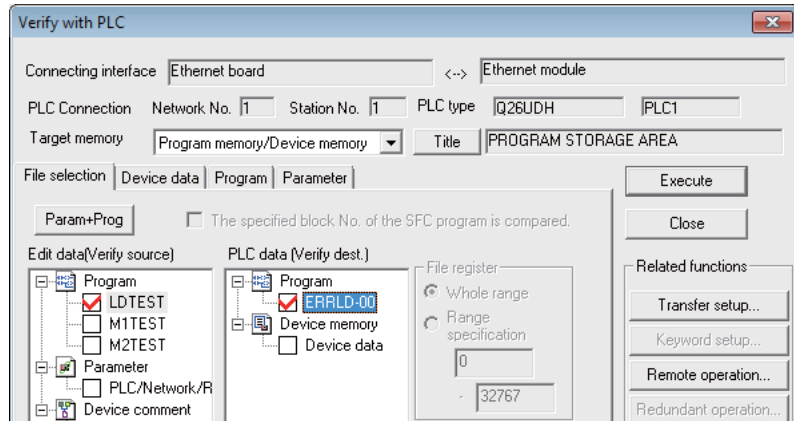 Verify with PLC
Connecting interface Ethernet board <--> Ethernet module
PLC Connection Network No. 1 Station No. 1 PLC type Q26UDH PLC1
Target memory Program memory/Device memory Title PROGRAM STORAGE AREA
File selection Device data Program Parameter
Execute
Param+Prog The specified block No. of the SFC program is compared.
Close
Edit data(Verify source) PLC data (Verify dest.)
File register
Related functions
Program
LDTEST
M1TEST
M2TEST
Parameter
PLC/Network/R
Device comment
Program
ERRLD-00
Device memory
Device data
Whole range
Range
specification
0
- 32767
Transfer setup...
Keyword setup...
Remote operation...
Redundant operation...